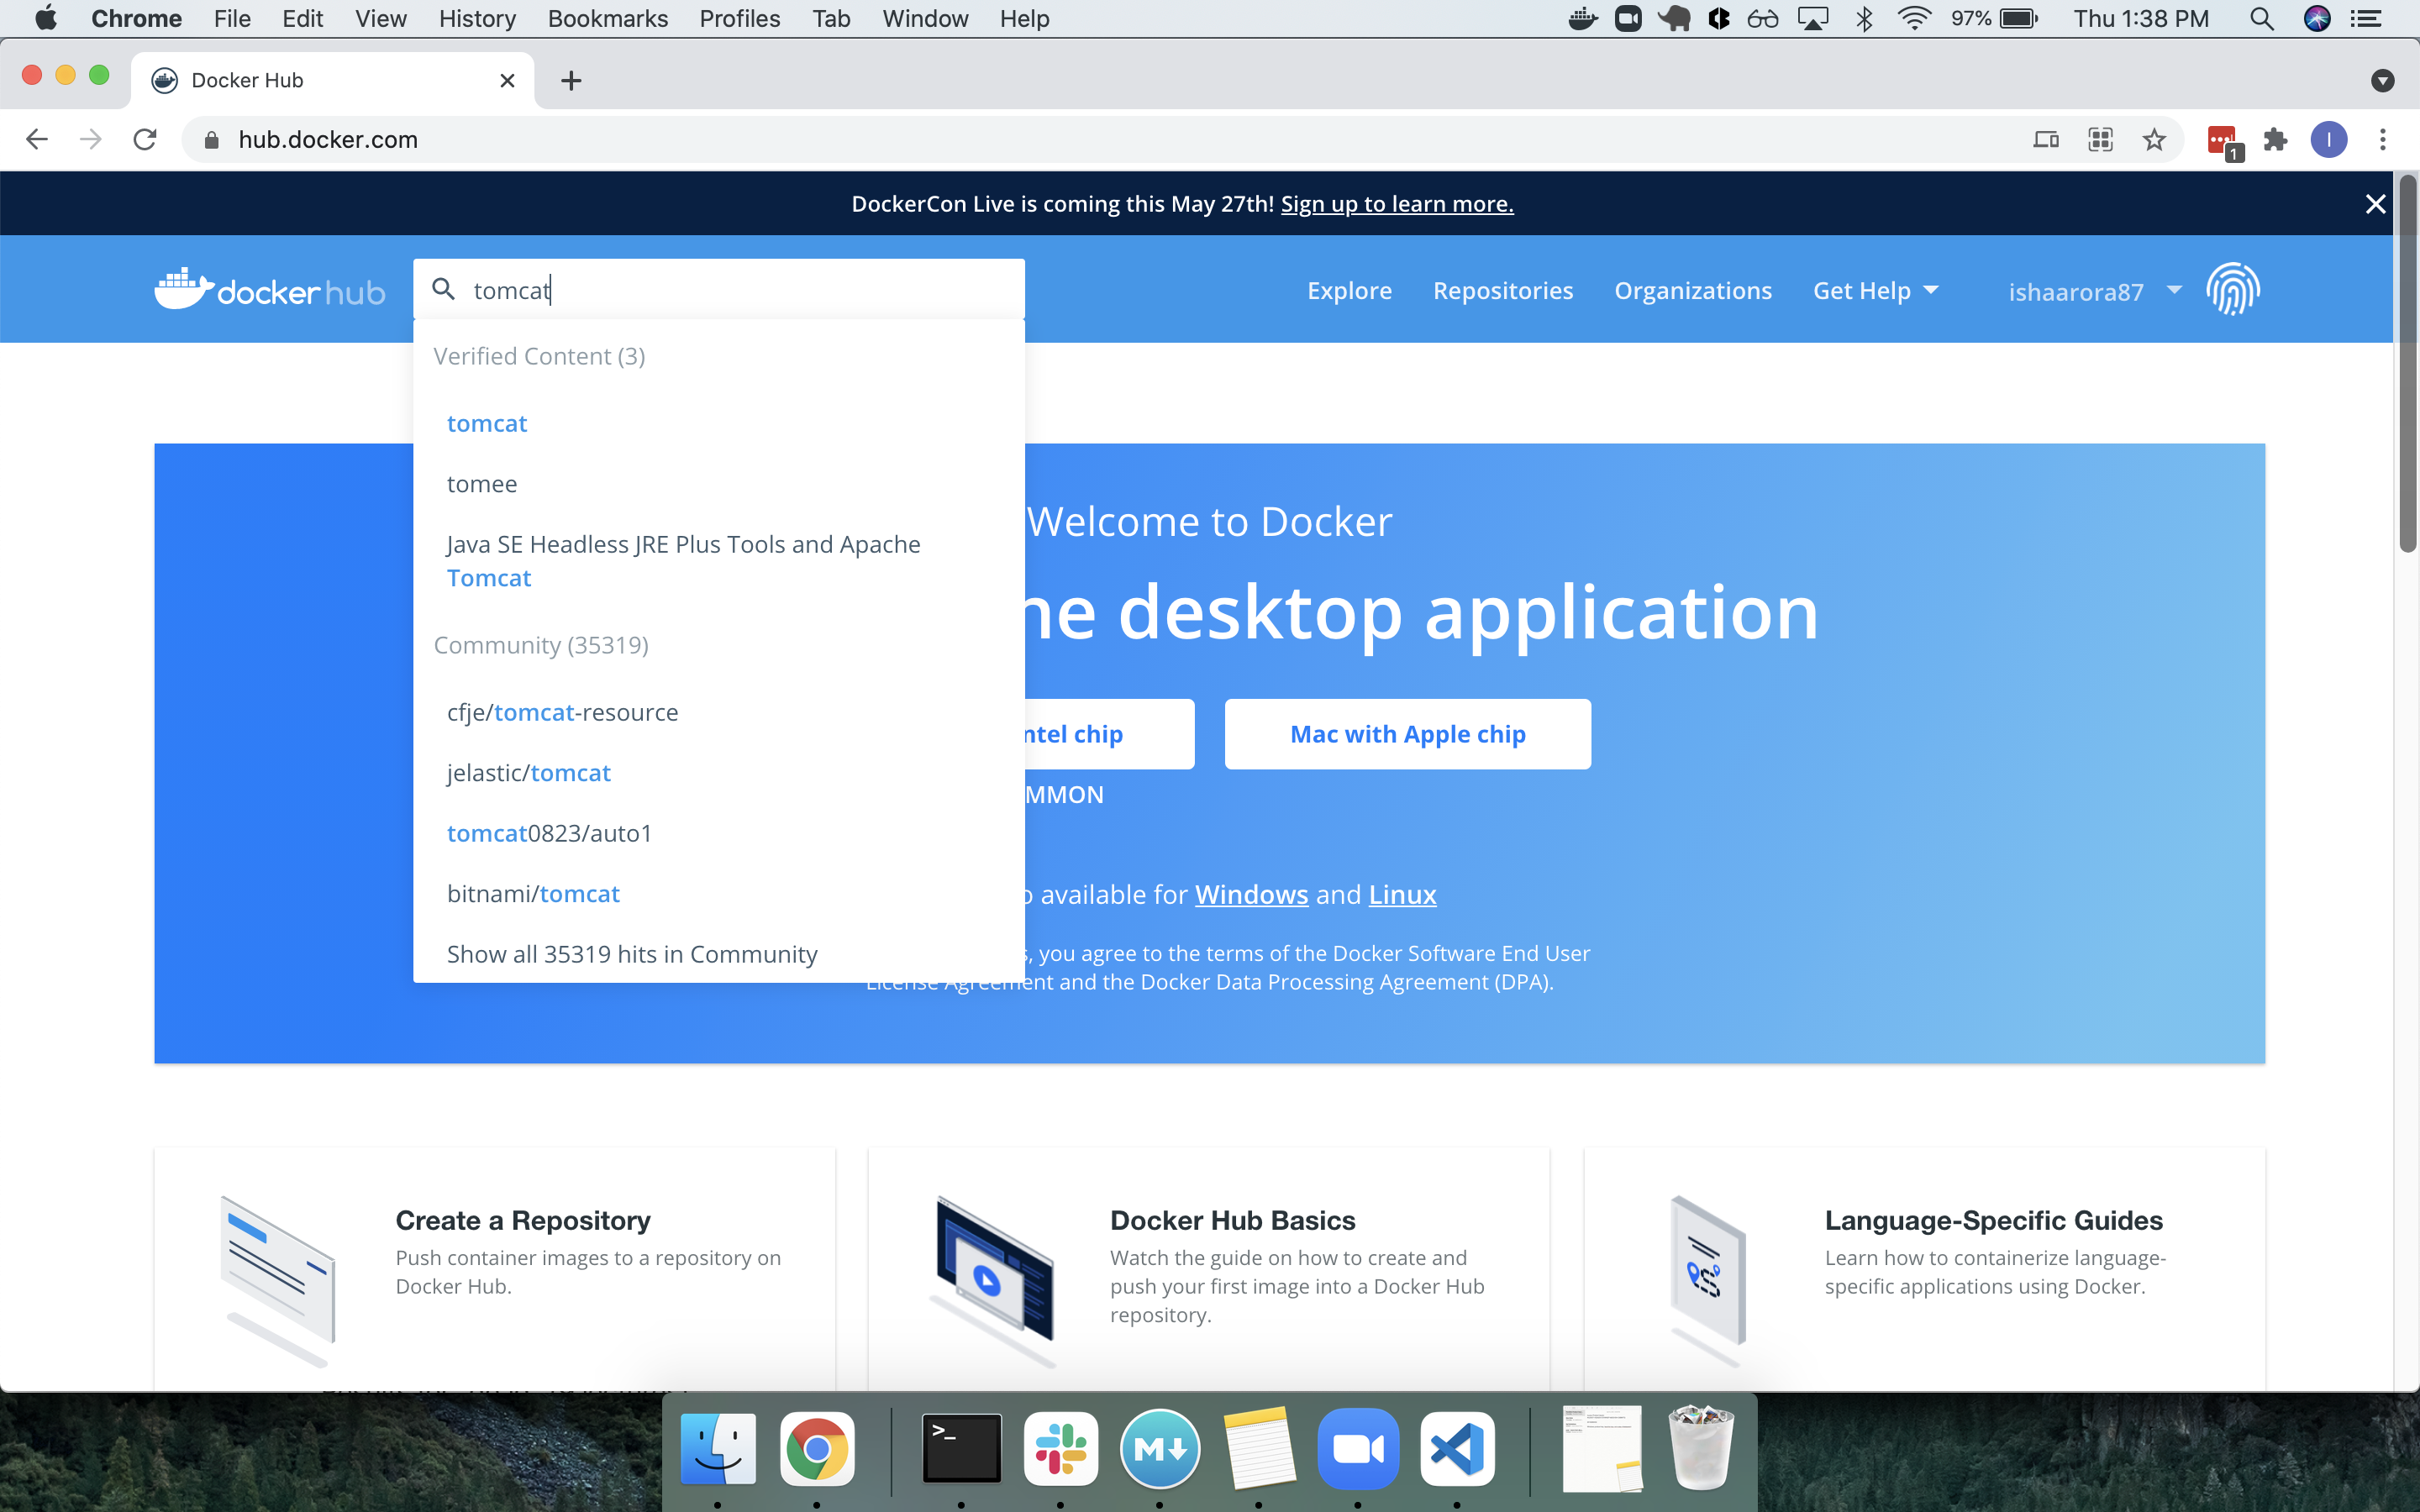 Chrome File Edit View History Bookmarks Profiles Tab Window Help 97% Thu 1:38 PM
Docker Hub
hub.docker.com
1
I
DockerCon Live is coming this May 27th! Sign up to learn more.
docker hub
tomcat
Explore Repositories Organizations Get Help ishaarora87
Verified Content (3)
tomcat
tomee
Java SE Headless JRE Plus Tools and Apache
Tomcat
Community (35319)
cfje/tomcat-resource
jelastic/tomcat
tomcat0823/auto1
bitnami/tomcat
Show all 35319 hits in Community
Welcome to Docker
desktop application
chip
Mac with Apple chip
available for Windows and Linux
, you agree to the terms of the Docker Software End User
License Agreement and the Docker Data Processing Agreement (DPA).
Create a Repository
Push container images to a repository on
Docker Hub.
Docker Hub Basics
Watch the guide on how to create and
push your first image into a Docker Hub
repository.
Language-Specific Guides
Learn how to containerize language-
specific applications using Docker.
>_
M